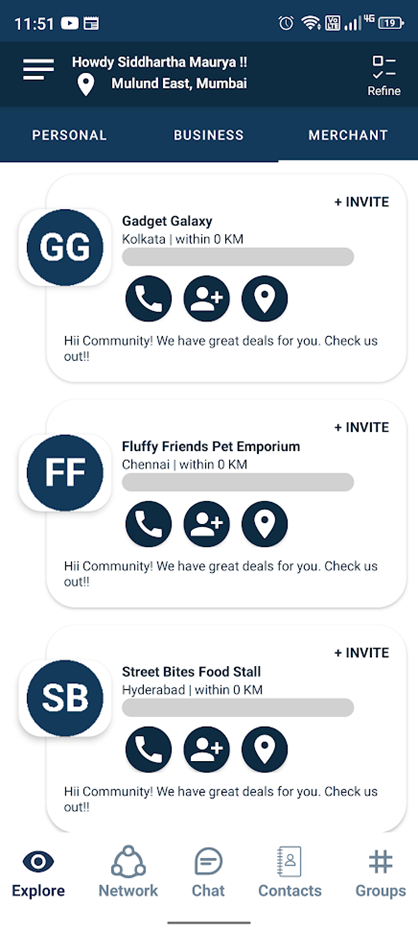 11:51
Vo
LTE
4G
19
Howdy Siddhartha Maurya !!
Mulund East, Mumbai
Refine
PERSONAL
BUSINESS
MERCHANT
+ INVITE
GG
Gadget Galaxy
Kolkata | within 0 KM
Hii Community! We have great deals for you. Check us
out!!
+ INVITE
FF
Fluffy Friends Pet Emporium
Chennai | within 0 KM
Hii Community! We have great deals for you. Check us
out!!
+ INVITE
SB
Street Bites Food Stall
Hyderabad | within 0 KM
Hii Community! We have great deals for you. Check us
out!!
Explore
Network
Chat
Contacts
Groups